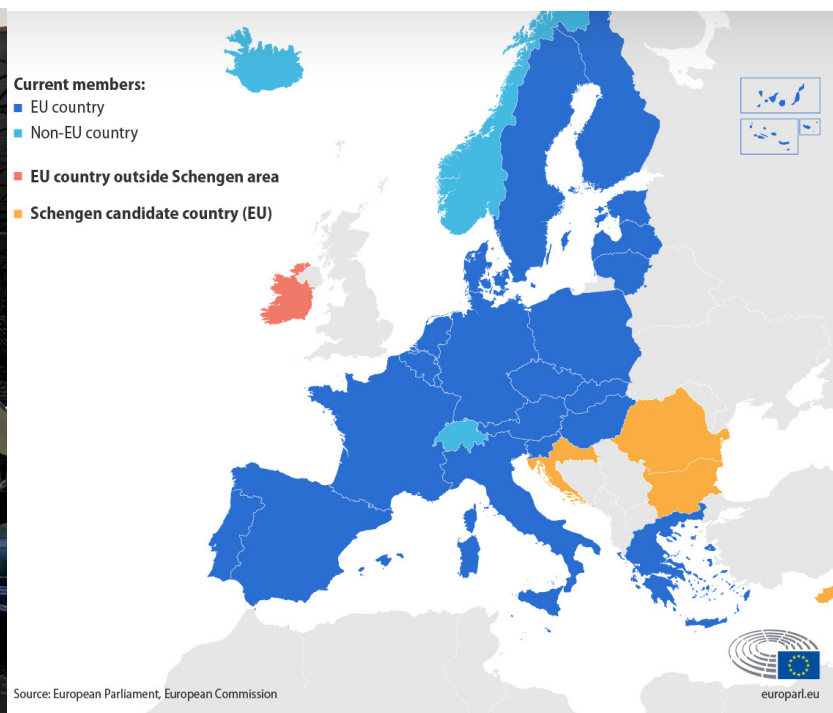 Current members:
EU country
Non-EU country
EU country outside Schengen area
Schengen candidate country (EU)
Source: European Parliament, European Commission
europarl.eu